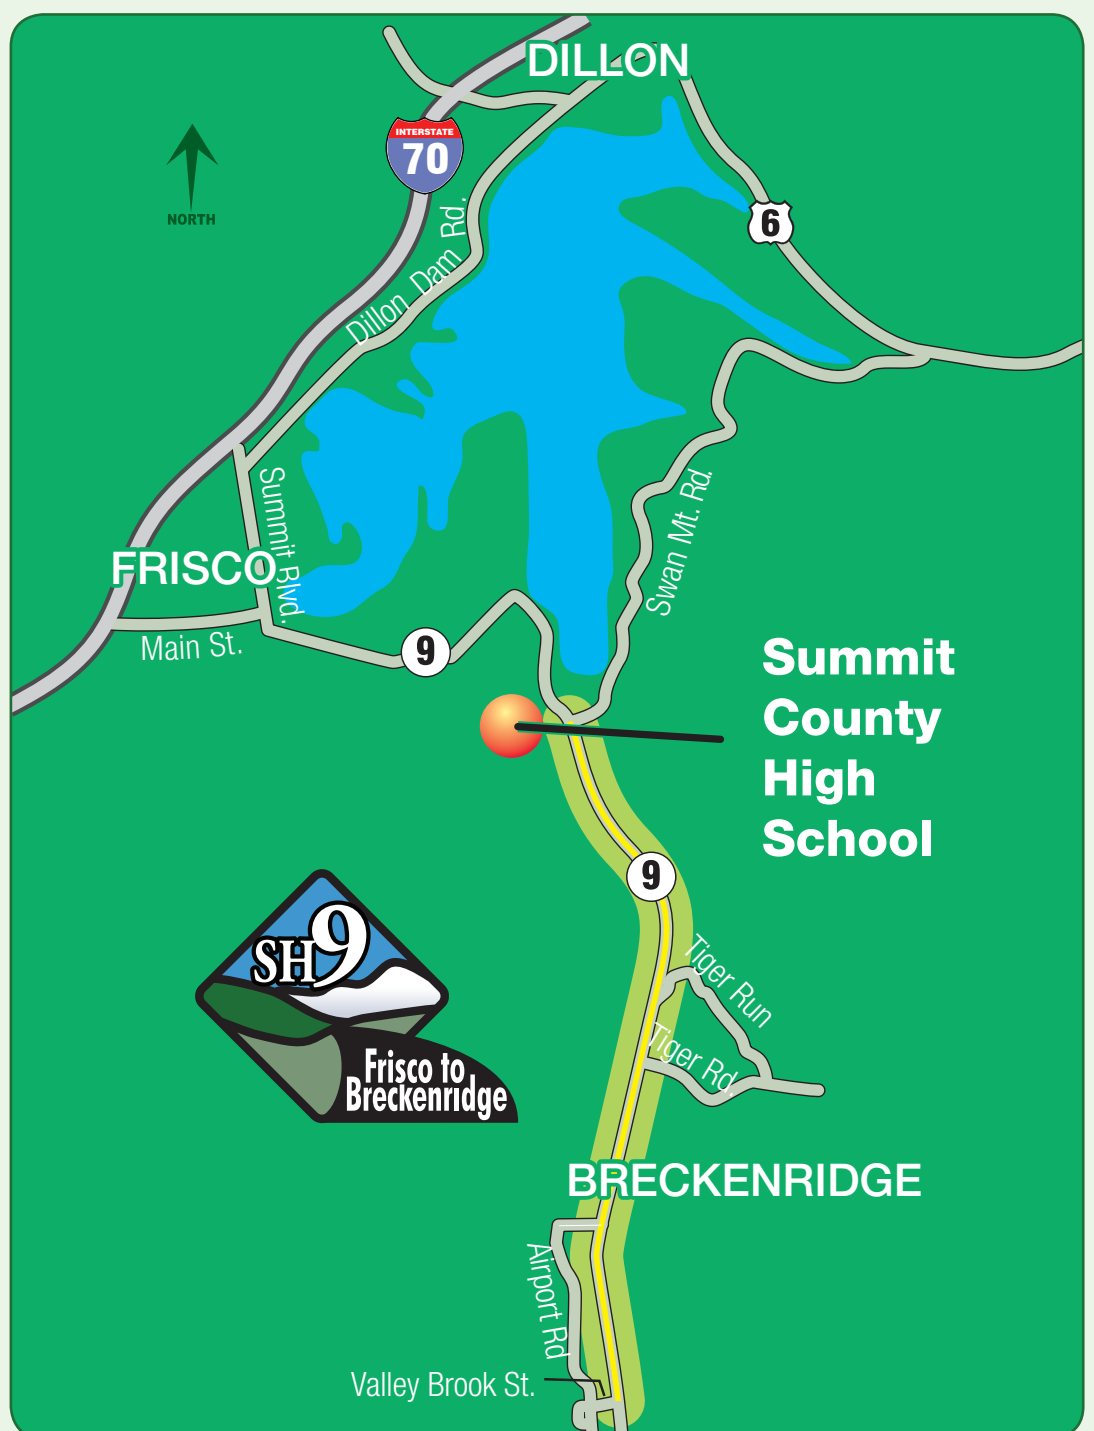 DILLON
INTERSTATE
70
NORTH
6
Dillon Dam Rd.
Summit Blvd.
Swan Mt. Rd.
FRISCO
Main St.
9
Summit
County
High
School
9
SH9
Frisco to
Breckenridge
Tiger Run
Tiger Rd.
BRECKENRIDGE
Airport Rd
Valley Brook St.